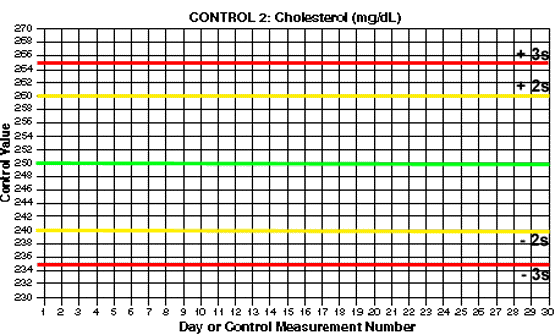 CONTROL 2: Cholesterol (mg/dL)
270
268
266
264
262
260
258
256
254
252
250
248
246
244
242
240
238
236
234
232
230
Control Value
+ 3s
+ 2s
- 2s
- 3s
1 2 3 4 5 6 7 8 9 10 11 12 13 14 15 16 17 18 19 20 21 22 23 24 25 26 27 28 29 30
Day or Control Measurement Number